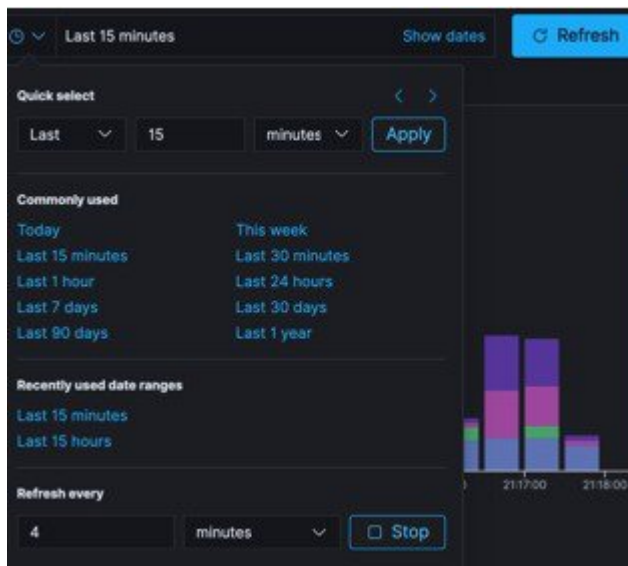 Last 15 minutes Show dates Refresh
Quick select
Last 15 minutes Apply
Commonly used
Today This week
Last 15 minutes Last 30 minutes
Last 1 hour Last 24 hours
Last 7 days Last 30 days
Last 90 days Last 1 year
Recently used date ranges
Last 15 minutes
Last 15 hours
21:17:00 21:18:00
Refresh every
4 minutes Stop